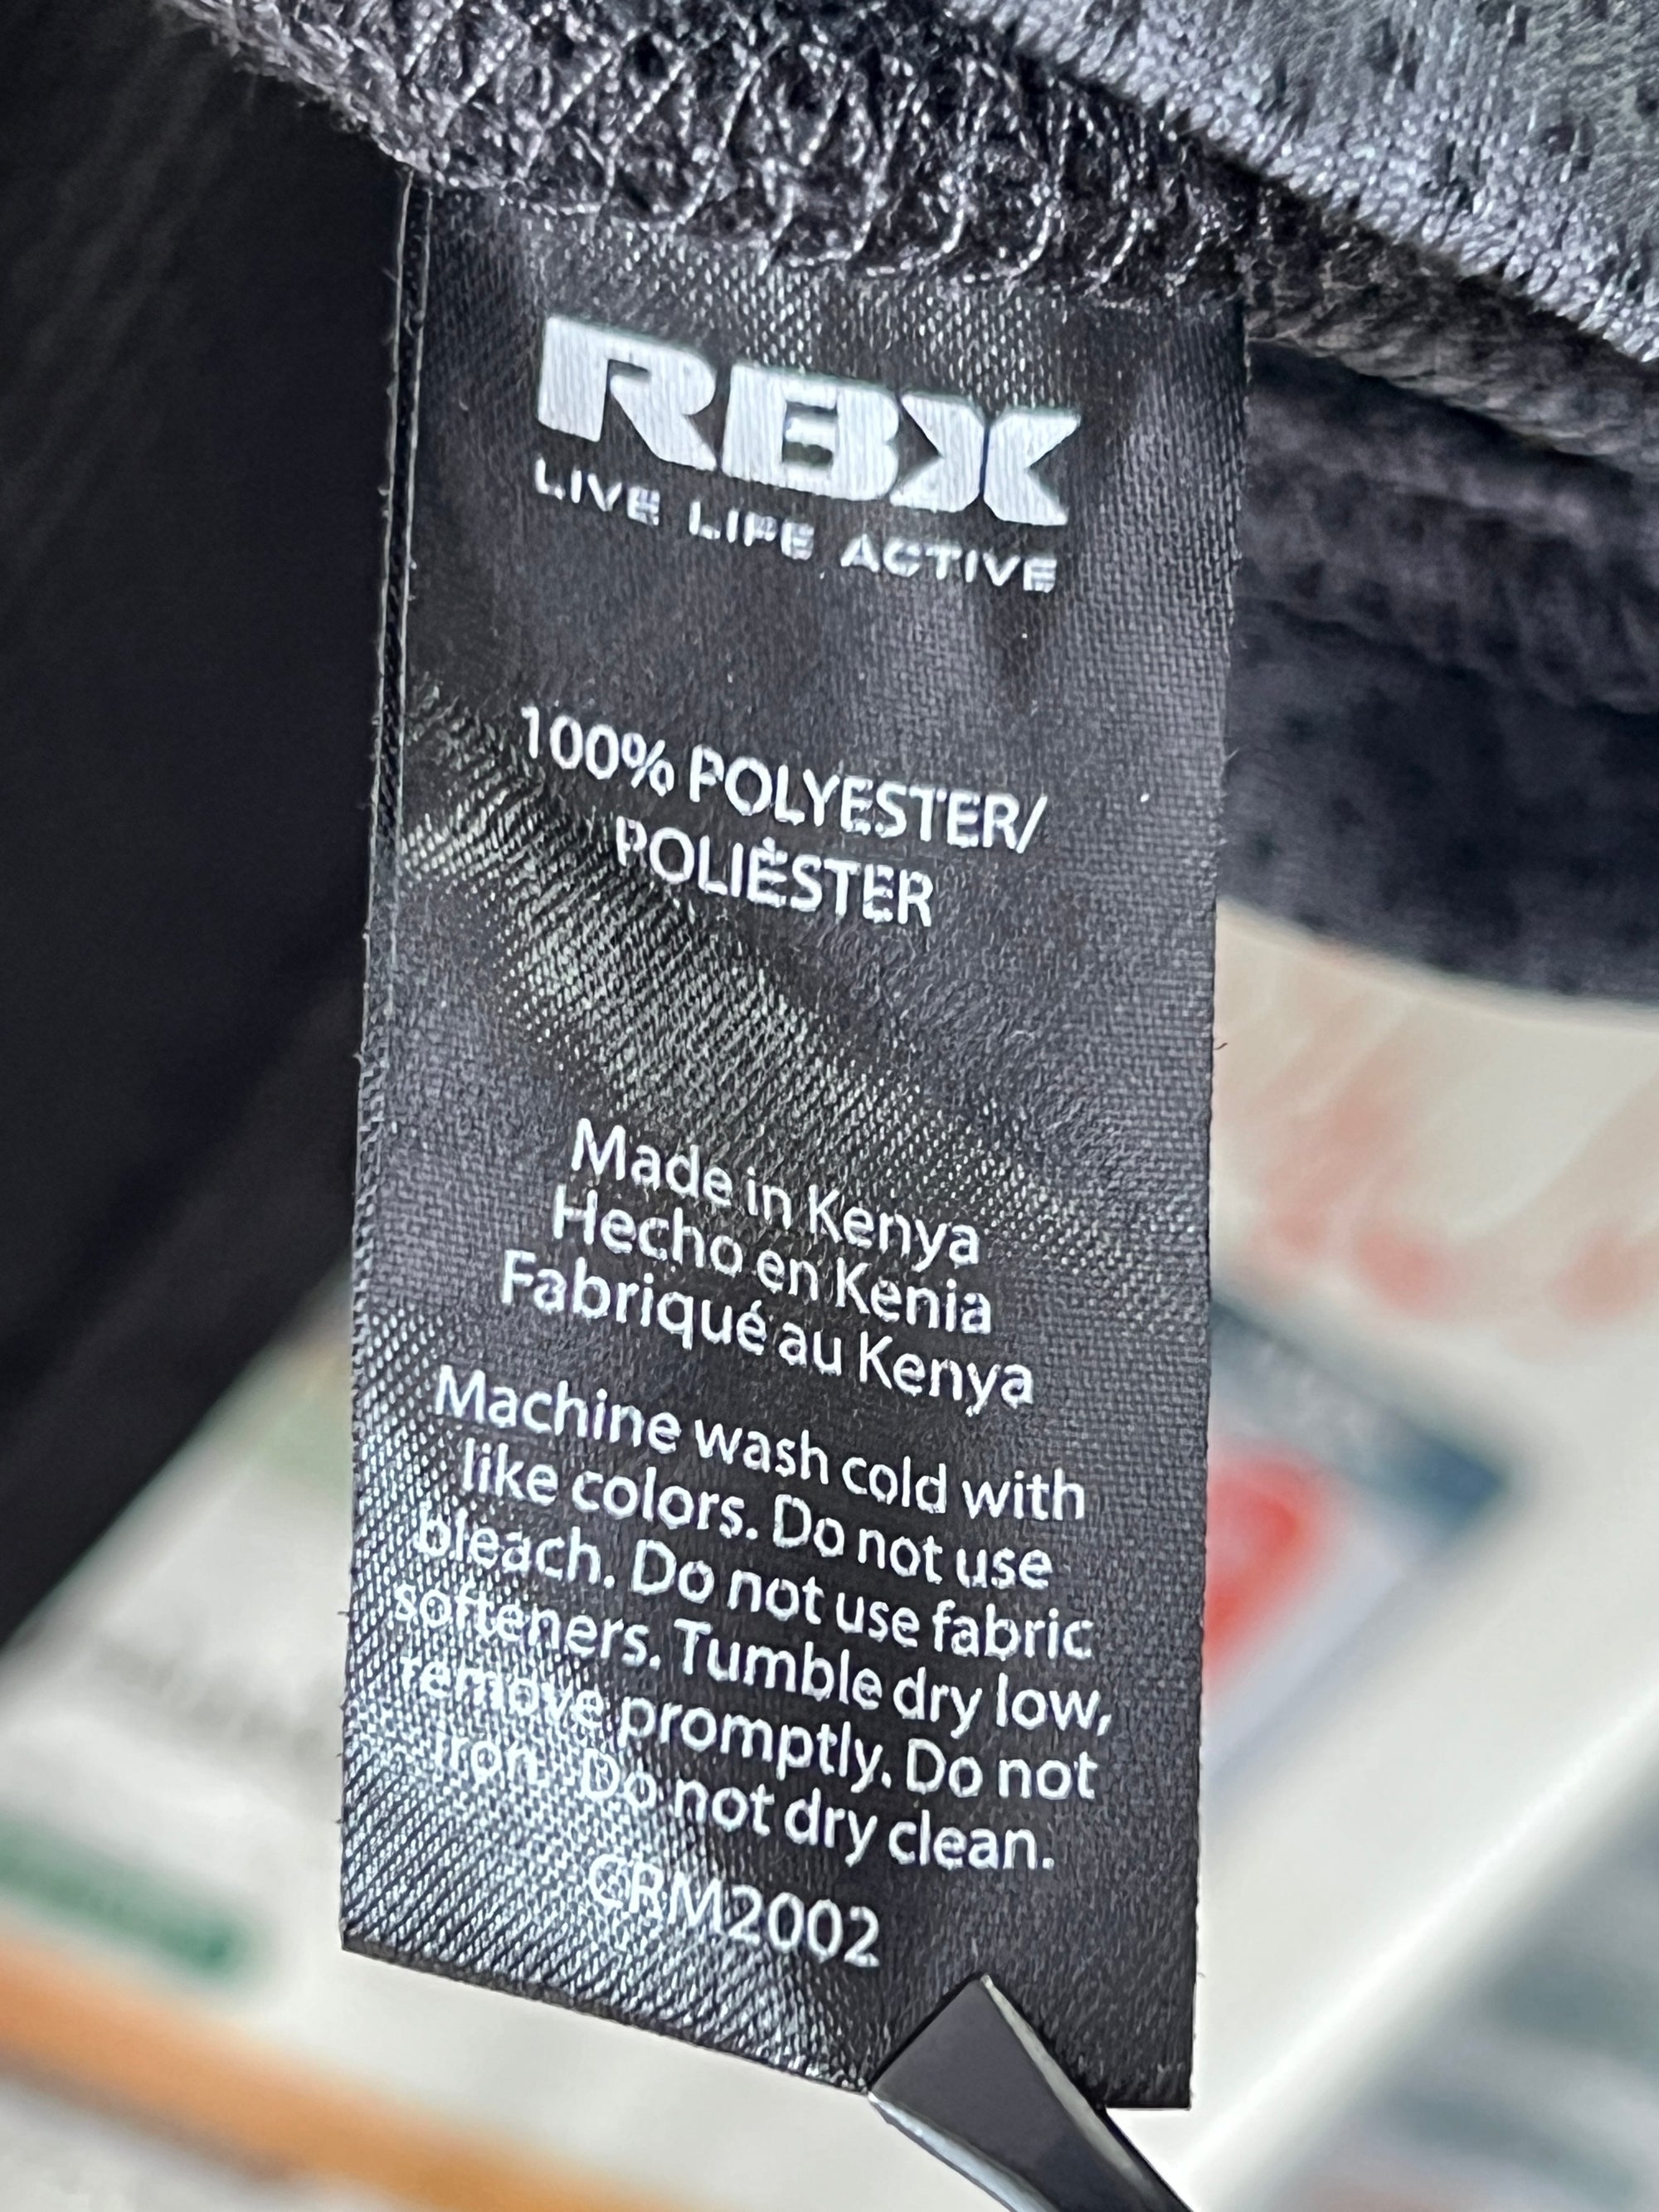 RBX
LIVE LIFE ACTIVE
100% POLYESTER/
POLIÉSTER
Made in Kenya
Hecho en Kenia
Fabriqué au Kenya
Machine wash cold with
like colors. Do not use
bleach. Do not use fabric
softeners. Tumble dry low,
remove promptly. Do not
iron. Do not dry clean.
CRM2002